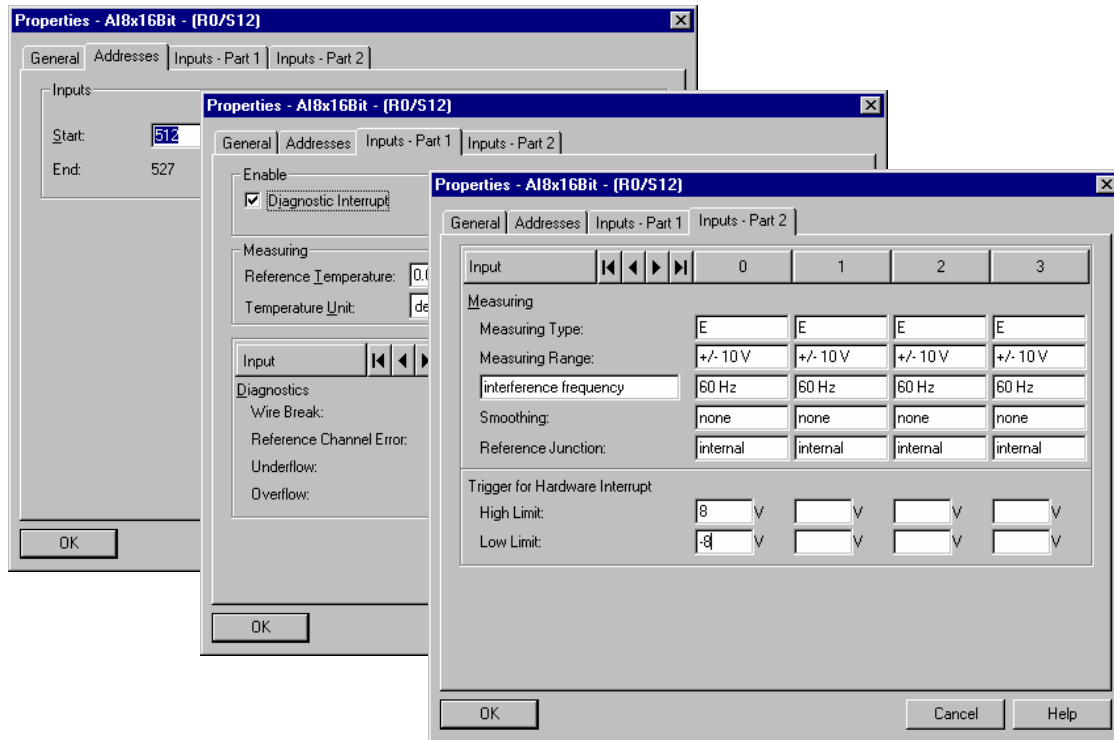 Properties - AI8x16Bit - (R0/S12)
General Addresses Inputs - Part 1 Inputs - Part 2
Inputs
Start: 512
End: 527
OK
Properties - AI8x16Bit - (R0/S12)
General Addresses Inputs - Part 1 Inputs - Part 2
Enable
Diagnostic Interrupt
Measuring
Reference Temperature:
Temperature Unit:
Input
Diagnostics
Wire Break:
Reference Channel Error:
Underflow:
Overflow:
OK
Properties - AI8x16Bit - (R0/S12)
General Addresses Inputs - Part 1 Inputs - Part 2
Input 0 1 2 3
Measuring
Measuring Type: E E E E
Measuring Range: +/- 10 V +/- 10 V +/- 10 V +/- 10 V
interference frequency 60 Hz 60 Hz 60 Hz 60 Hz
Smoothing: none none none none
Reference Junction: internal internal internal internal
Trigger for Hardware Interrupt
High Limit: 8 V V V V
Low Limit: -8 V V V V
OK Cancel Help